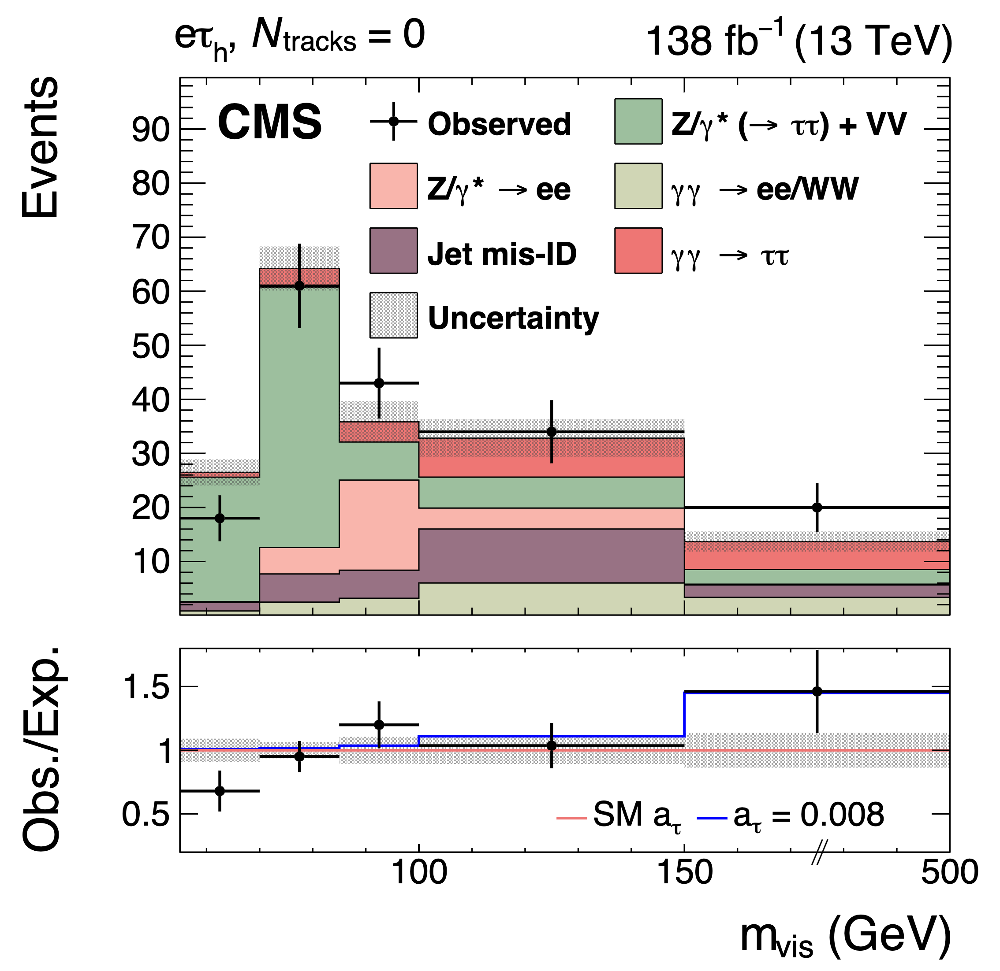 eτh, Ntracks = 0
138 fb−1 (13 TeV)
Events
CMS
Observed
Z/γ* (→ ττ) + VV
Z/γ* → ee
γγ → ee/WW
Jet mis-ID
γγ → ττ
Uncertainty
90
80
70
60
50
40
30
20
10
Obs./Exp.
1.5
1
0.5
SM aτ
aτ = 0.008
100
150
500
mvis (GeV)